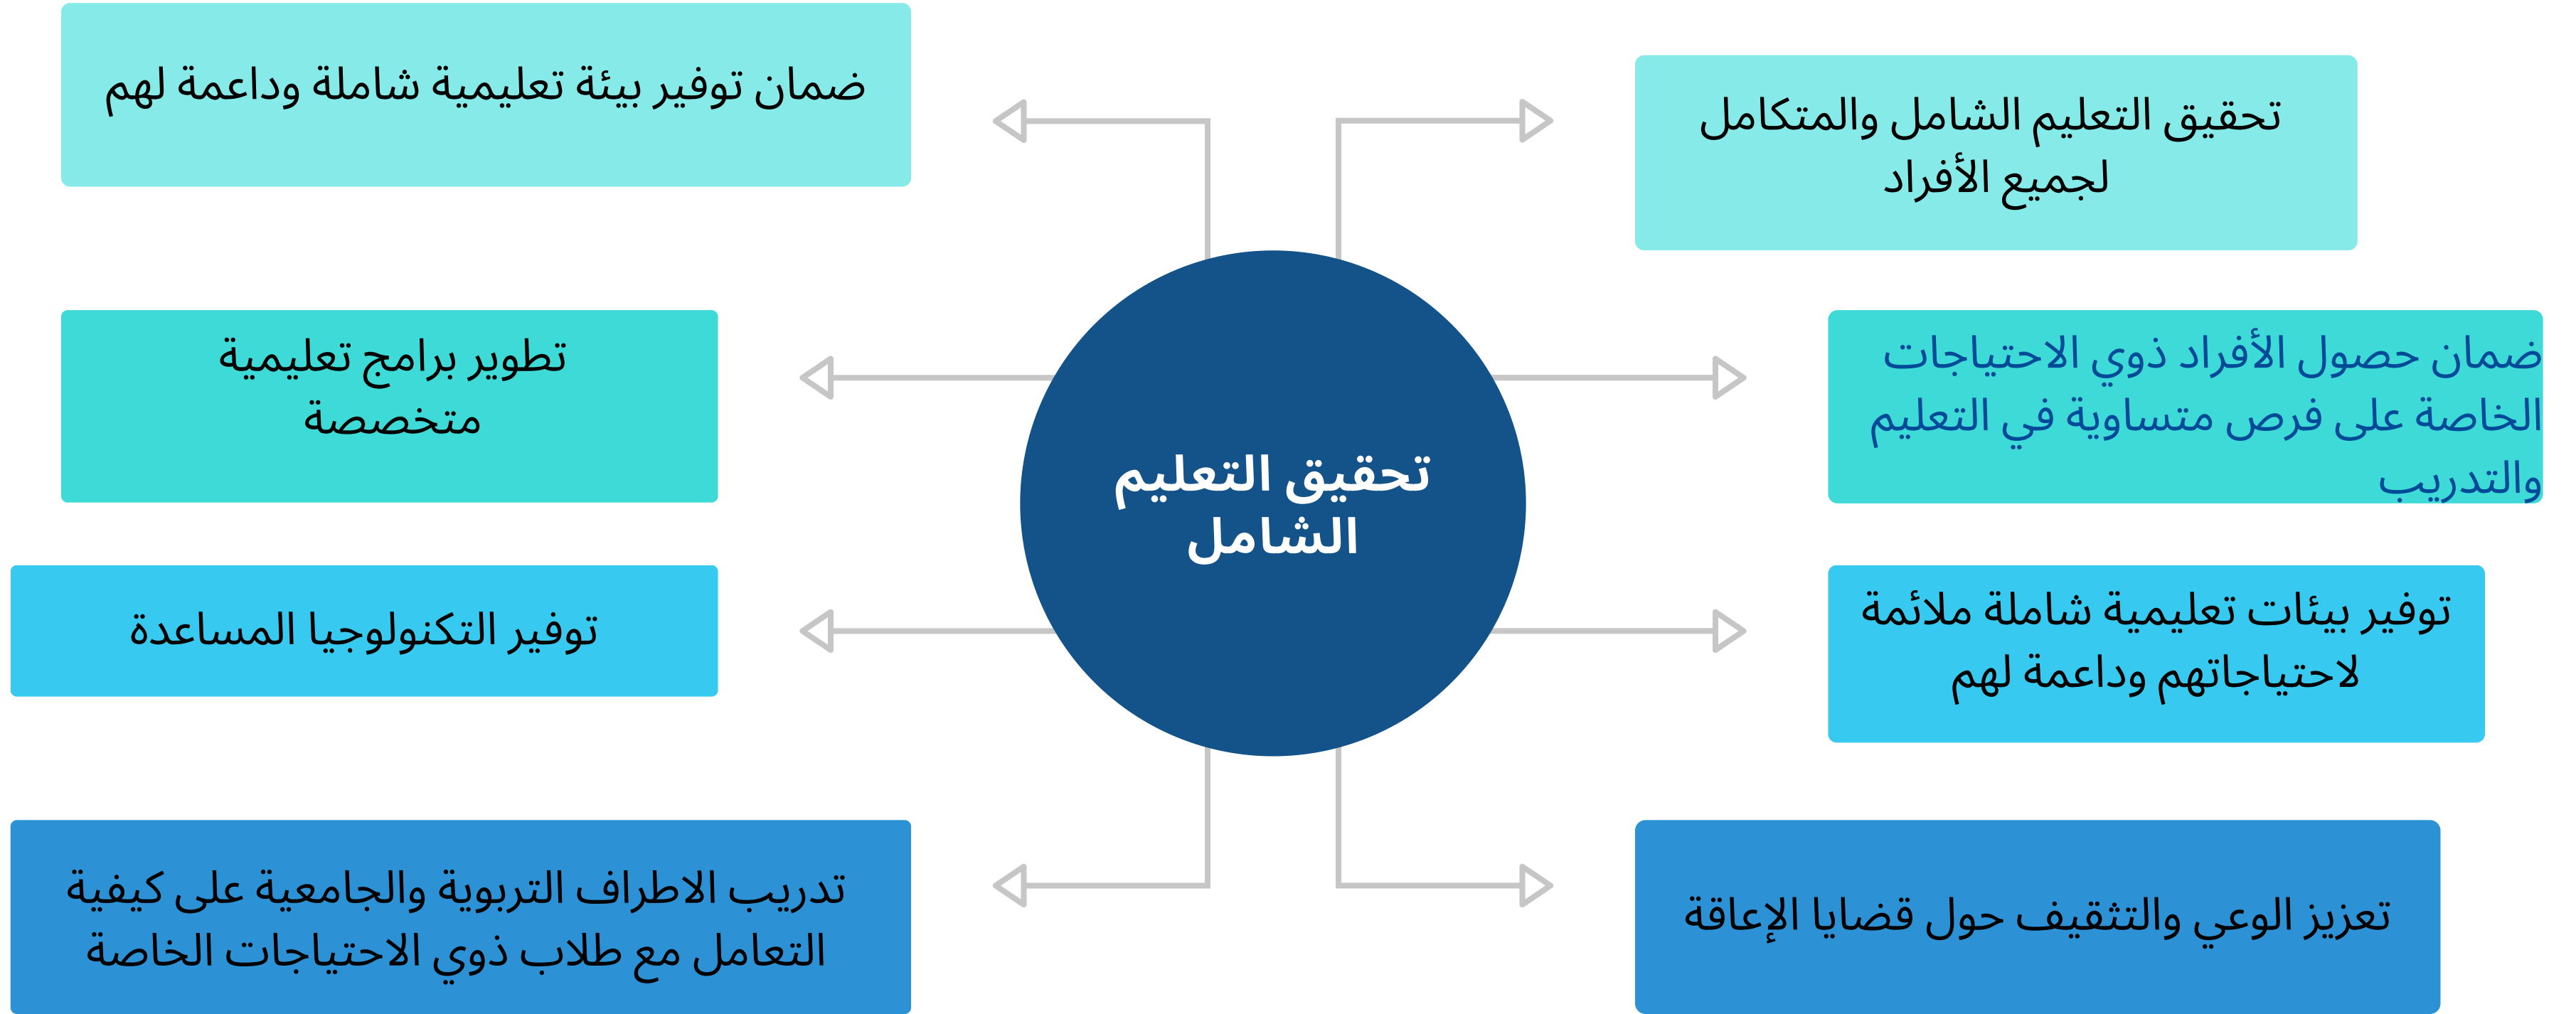 تحقيق التعليم الشامل والمتكامل
لجميع الأفراد
ضمان حصول الأفراد ذوي الاحتياجات
الخاصة على فرص متساوية في التعليم
والتدريب
توفير بيئات تعليمية شاملة ملائمة
لاحتياجاتهم وداعمة لهم
تعزيز الوعي والتثقيف حول قضايا الإعاقة
تحقيق التعليم
الشامل
ضمان توفير بيئة تعليمية شاملة وداعمة لهم
تطوير برامج تعليمية
متخصصة
توفير التكنولوجيا المساعدة
تدريب الاطراف التربوية والجامعية على كيفية
التعامل مع طلاب ذوي الاحتياجات الخاصة